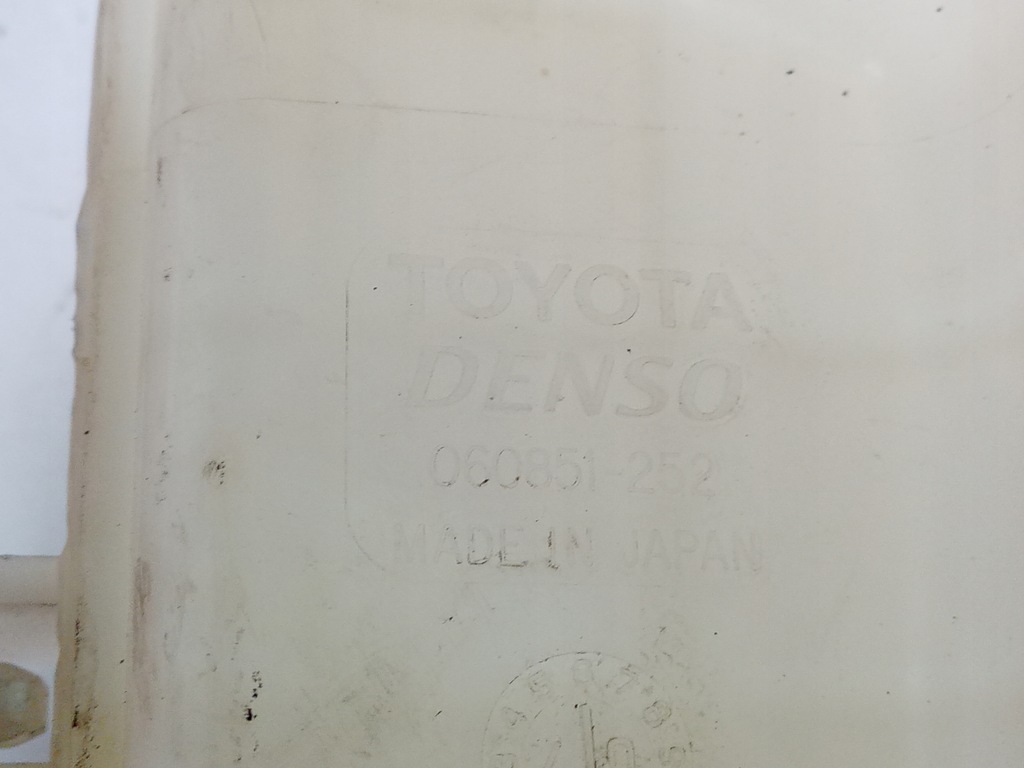 TOYOTA
DENSO
060851-252
MADE IN JAPAN